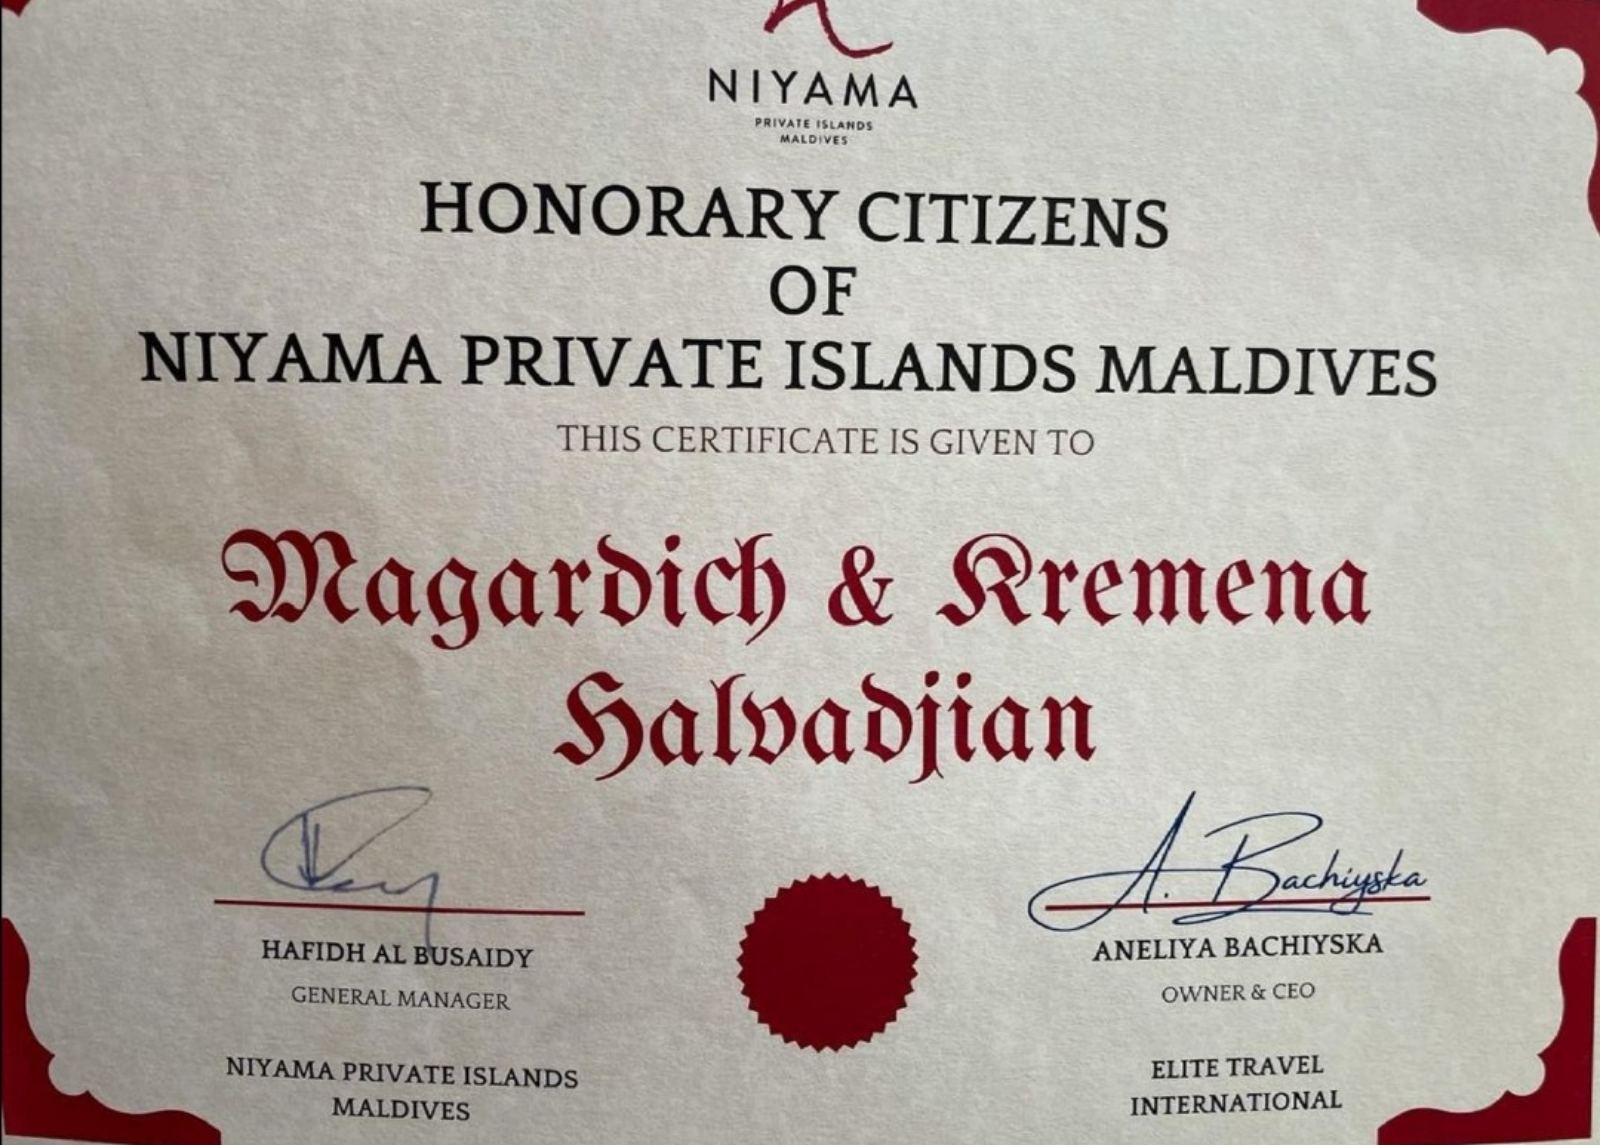 NIYAMA
PRIVATE ISLANDS
MALDIVES
HONORARY CITIZENS
OF
NIYAMA PRIVATE ISLANDS MALDIVES
THIS CERTIFICATE IS GIVEN TO
Magardich & Kremena
Halvadjian
A. Bachiyska
HAFIDH AL BUSAIDY
GENERAL MANAGER
NIYAMA PRIVATE ISLANDS
MALDIVES
ANELIYA BACHIYSKA
OWNER & CEO
ELITE TRAVEL
INTERNATIONAL